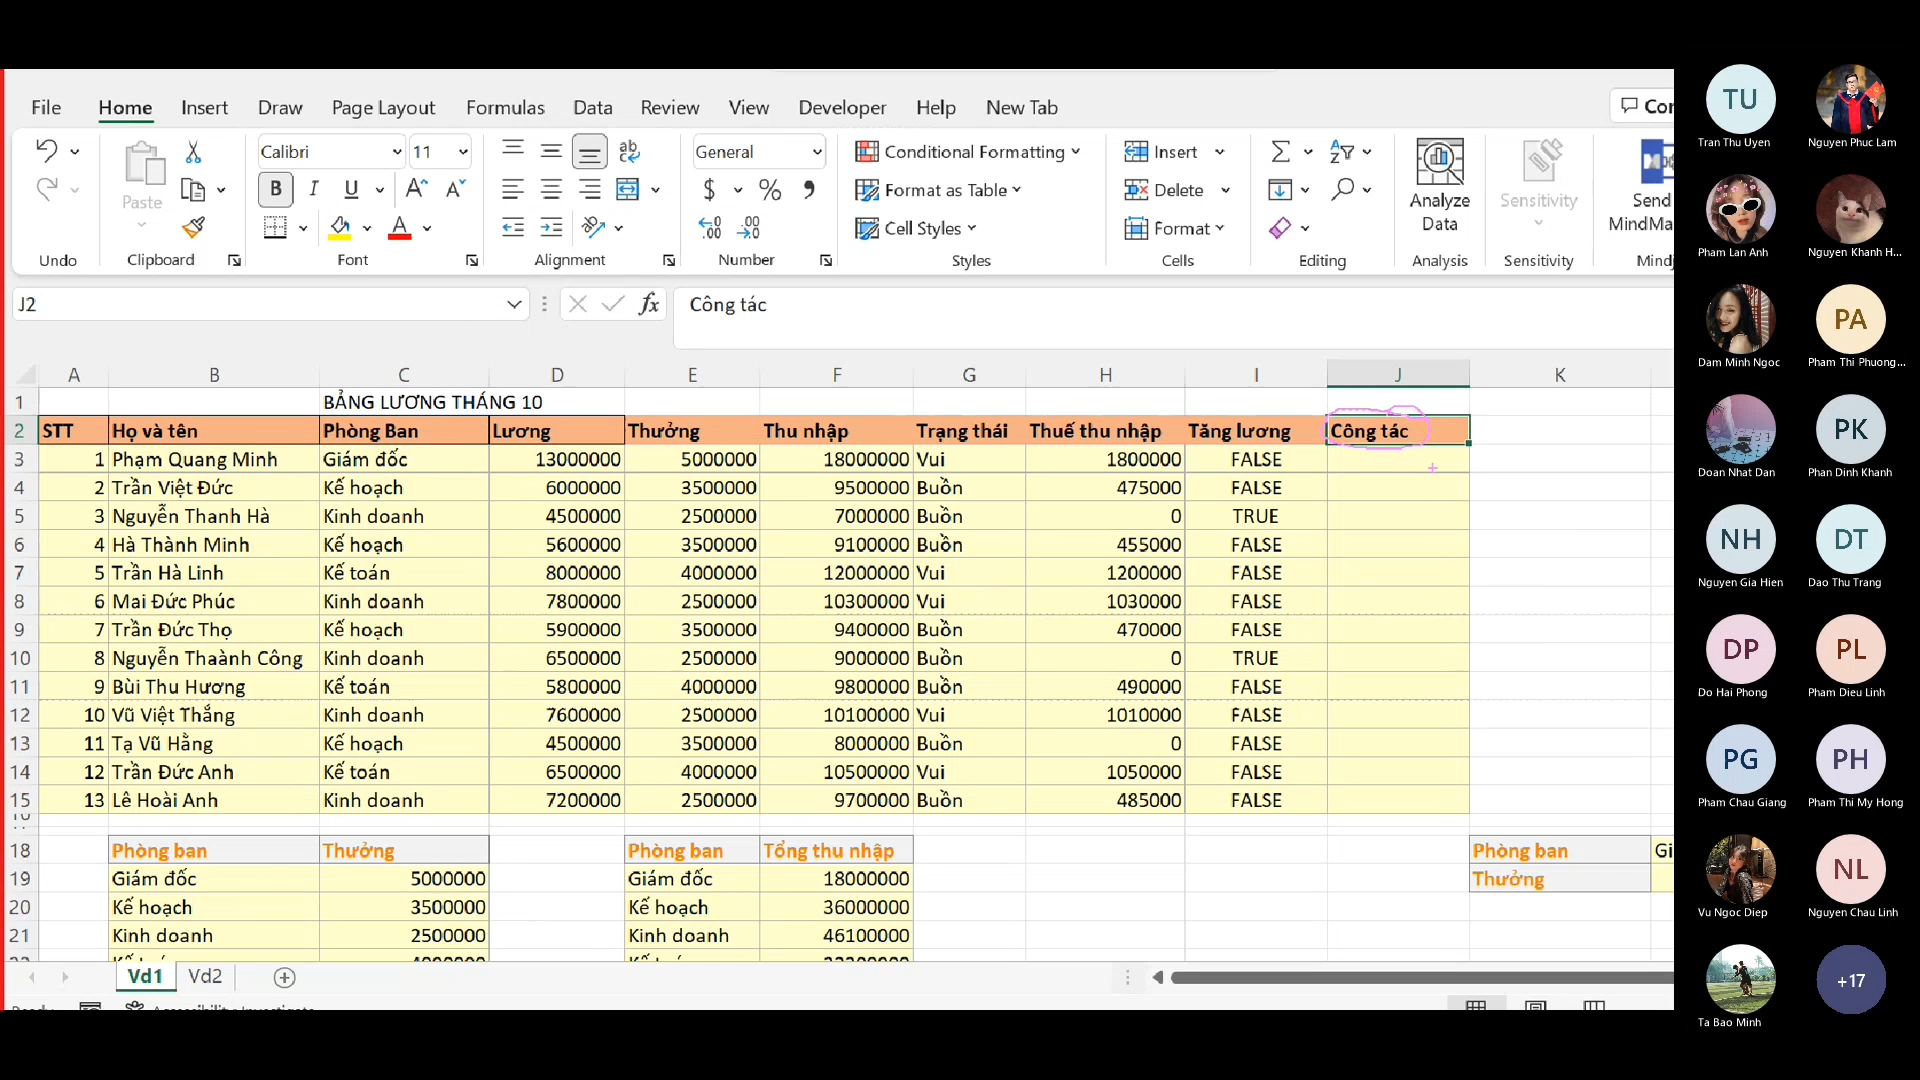 File Home Insert Draw Page Layout Formulas Data Review View Developer Help New Tab
Calibri 11 General Conditional Formatting Insert
Paste B I U Format as Table Delete Analyze Data Sensitivity
Cell Styles Format
Undo Clipboard Font Alignment Number Styles Cells Editing Analysis Sensitivity
J2 fx Công tác
A B C D E F G H I J K
1 BẢNG LƯƠNG THÁNG 10
2 STT Họ và tên Phòng Ban Lương Thưởng Thu nhập Trạng thái Thuế thu nhập Tăng lương Công tác
3 1 Phạm Quang Minh Giám đốc 13000000 5000000 18000000 Vui 1800000 FALSE
4 2 Trần Việt Đức Kế hoạch 6000000 3500000 9500000 Buồn 475000 FALSE
5 3 Nguyễn Thanh Hà Kinh doanh 4500000 2500000 7000000 Buồn 0 TRUE
6 4 Hà Thành Minh Kế hoạch 5600000 3500000 9100000 Buồn 455000 FALSE
7 5 Trần Hà Linh Kế toán 8000000 4000000 12000000 Vui 1200000 FALSE
8 6 Mai Đức Phúc Kinh doanh 7800000 2500000 10300000 Vui 1030000 FALSE
9 7 Trần Đức Thọ Kế hoạch 5900000 3500000 9400000 Buồn 470000 FALSE
10 8 Nguyễn Thaành Công Kinh doanh 6500000 2500000 9000000 Buồn 0 TRUE
11 9 Bùi Thu Hương Kế toán 5800000 4000000 9800000 Buồn 490000 FALSE
12 10 Vũ Việt Thắng Kinh doanh 7600000 2500000 10100000 Vui 1010000 FALSE
13 11 Tạ Vũ Hằng Kế hoạch 4500000 3500000 8000000 Buồn 0 FALSE
14 12 Trần Đức Anh Kế toán 6500000 4000000 10500000 Vui 1050000 FALSE
15 13 Lê Hoài Anh Kinh doanh 7200000 2500000 9700000 Buồn 485000 FALSE
18 Phòng ban Thưởng Phòng ban Tổng thu nhập Phòng ban
19 Giám đốc 5000000 Giám đốc 18000000 Thưởng
20 Kế hoạch 3500000 Kế hoạch 36000000
21 Kinh doanh 2500000 Kinh doanh 46100000
Vd1 Vd2
TU
Tran Thu Uyen Nguyen Phuc Lam
Pham Lan Anh Nguyen Khanh H...
PA
Dam Minh Ngoc Pham Thi Phuong...
PK
Doan Nhat Dan Phan Dinh Khanh
NH DT
Nguyen Gia Hien Dao Thu Trang
DP PL
Do Hai Phong Pham Dieu Linh
PG PH
Pham Chau Giang Pham Thi My Hong
NL
Vu Ngoc Diep Nguyen Chau Linh
+17
Ta Bao Minh